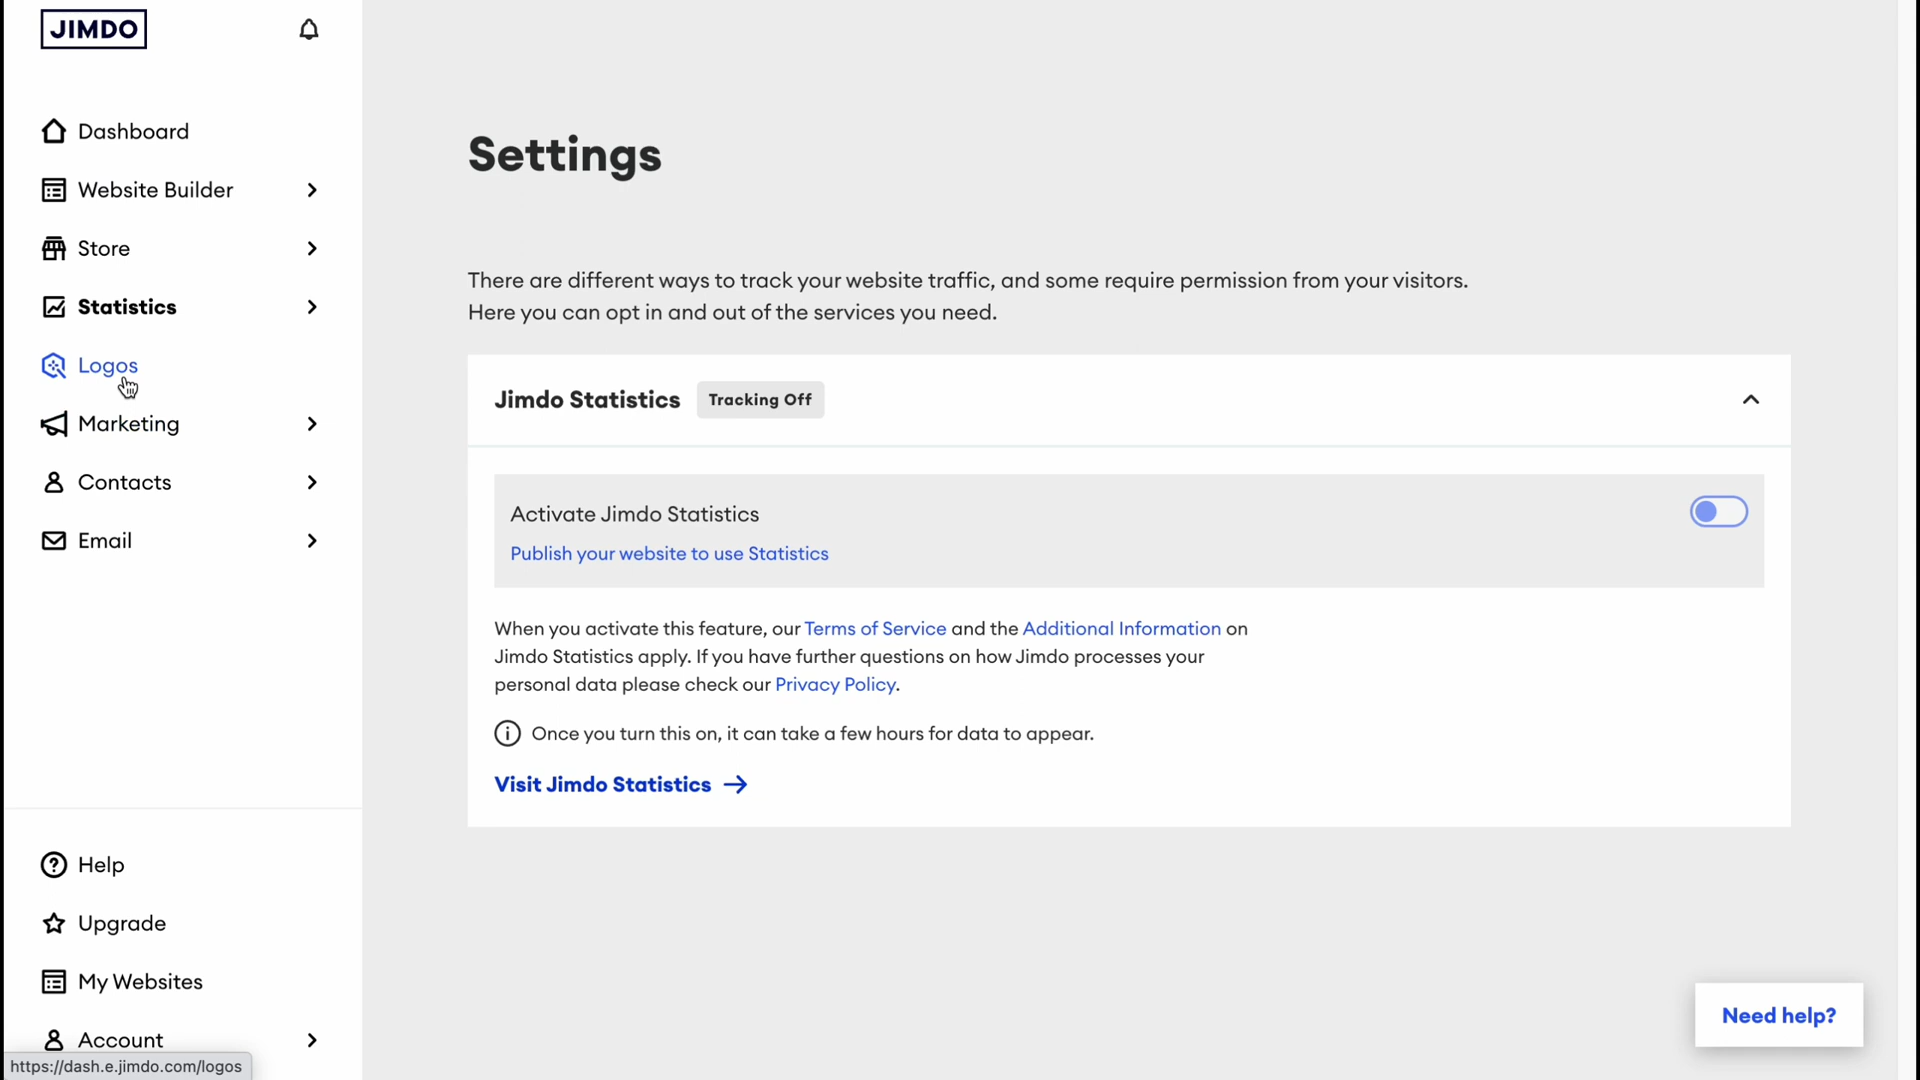 JIMDO
Dashboard
Website Builder
Store
Statistics
Logos
Marketing
Contacts
Email
Help
Upgrade
My Websites
Account
https://dash.e.jimdo.com/logos
Settings
There are different ways to track your website traffic, and some require permission from your visitors.
Here you can opt in and out of the services you need.
Jimdo Statistics Tracking Off
Activate Jimdo Statistics
Publish your website to use Statistics
When you activate this feature, our Terms of Service and the Additional Information on
Jimdo Statistics apply. If you have further questions on how Jimdo processes your
personal data please check our Privacy Policy.
Once you turn this on, it can take a few hours for data to appear.
Visit Jimdo Statistics →
Need help?